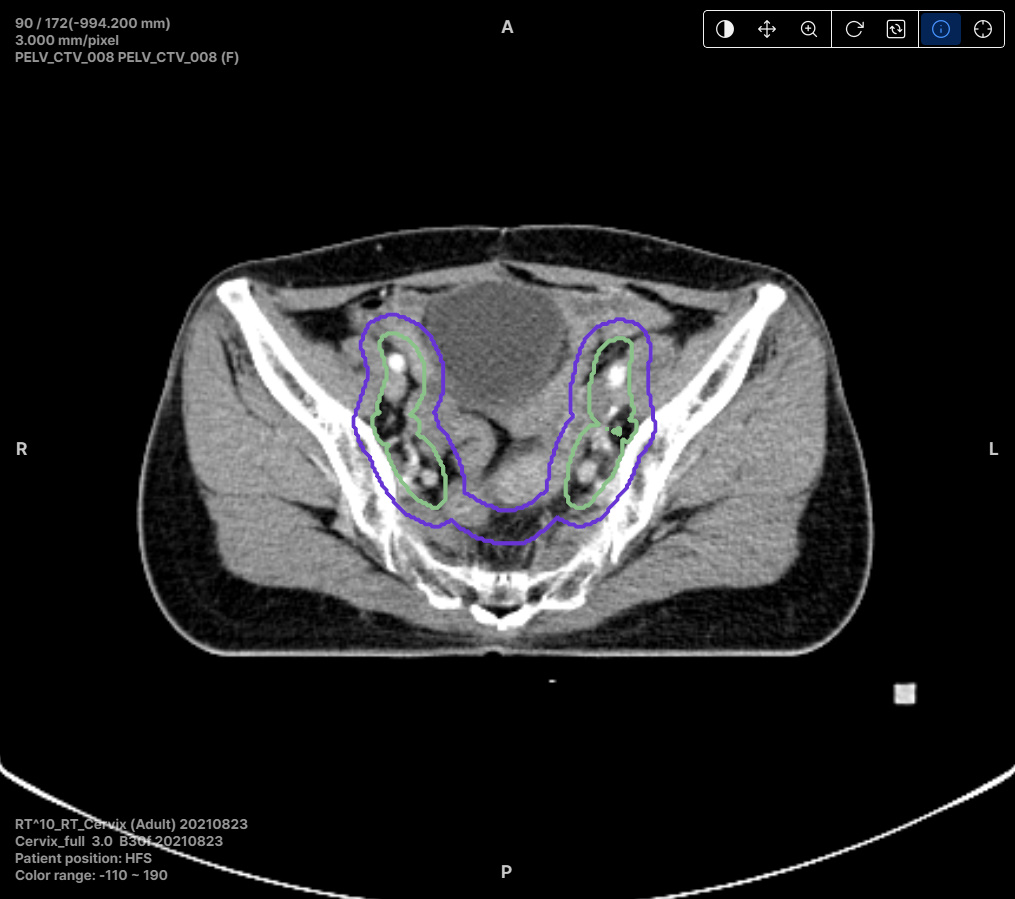 90 / 172(-994.200 mm)
3.000 mm/pixel
PELV_CTV_008 PELV_CTV_008 (F)
A
R
L
RT^10_RT_Cervix (Adult) 20210823
Cervix_full 3.0 B30f 20210823
Patient position: HFS
Color range: -110 ~ 190
P